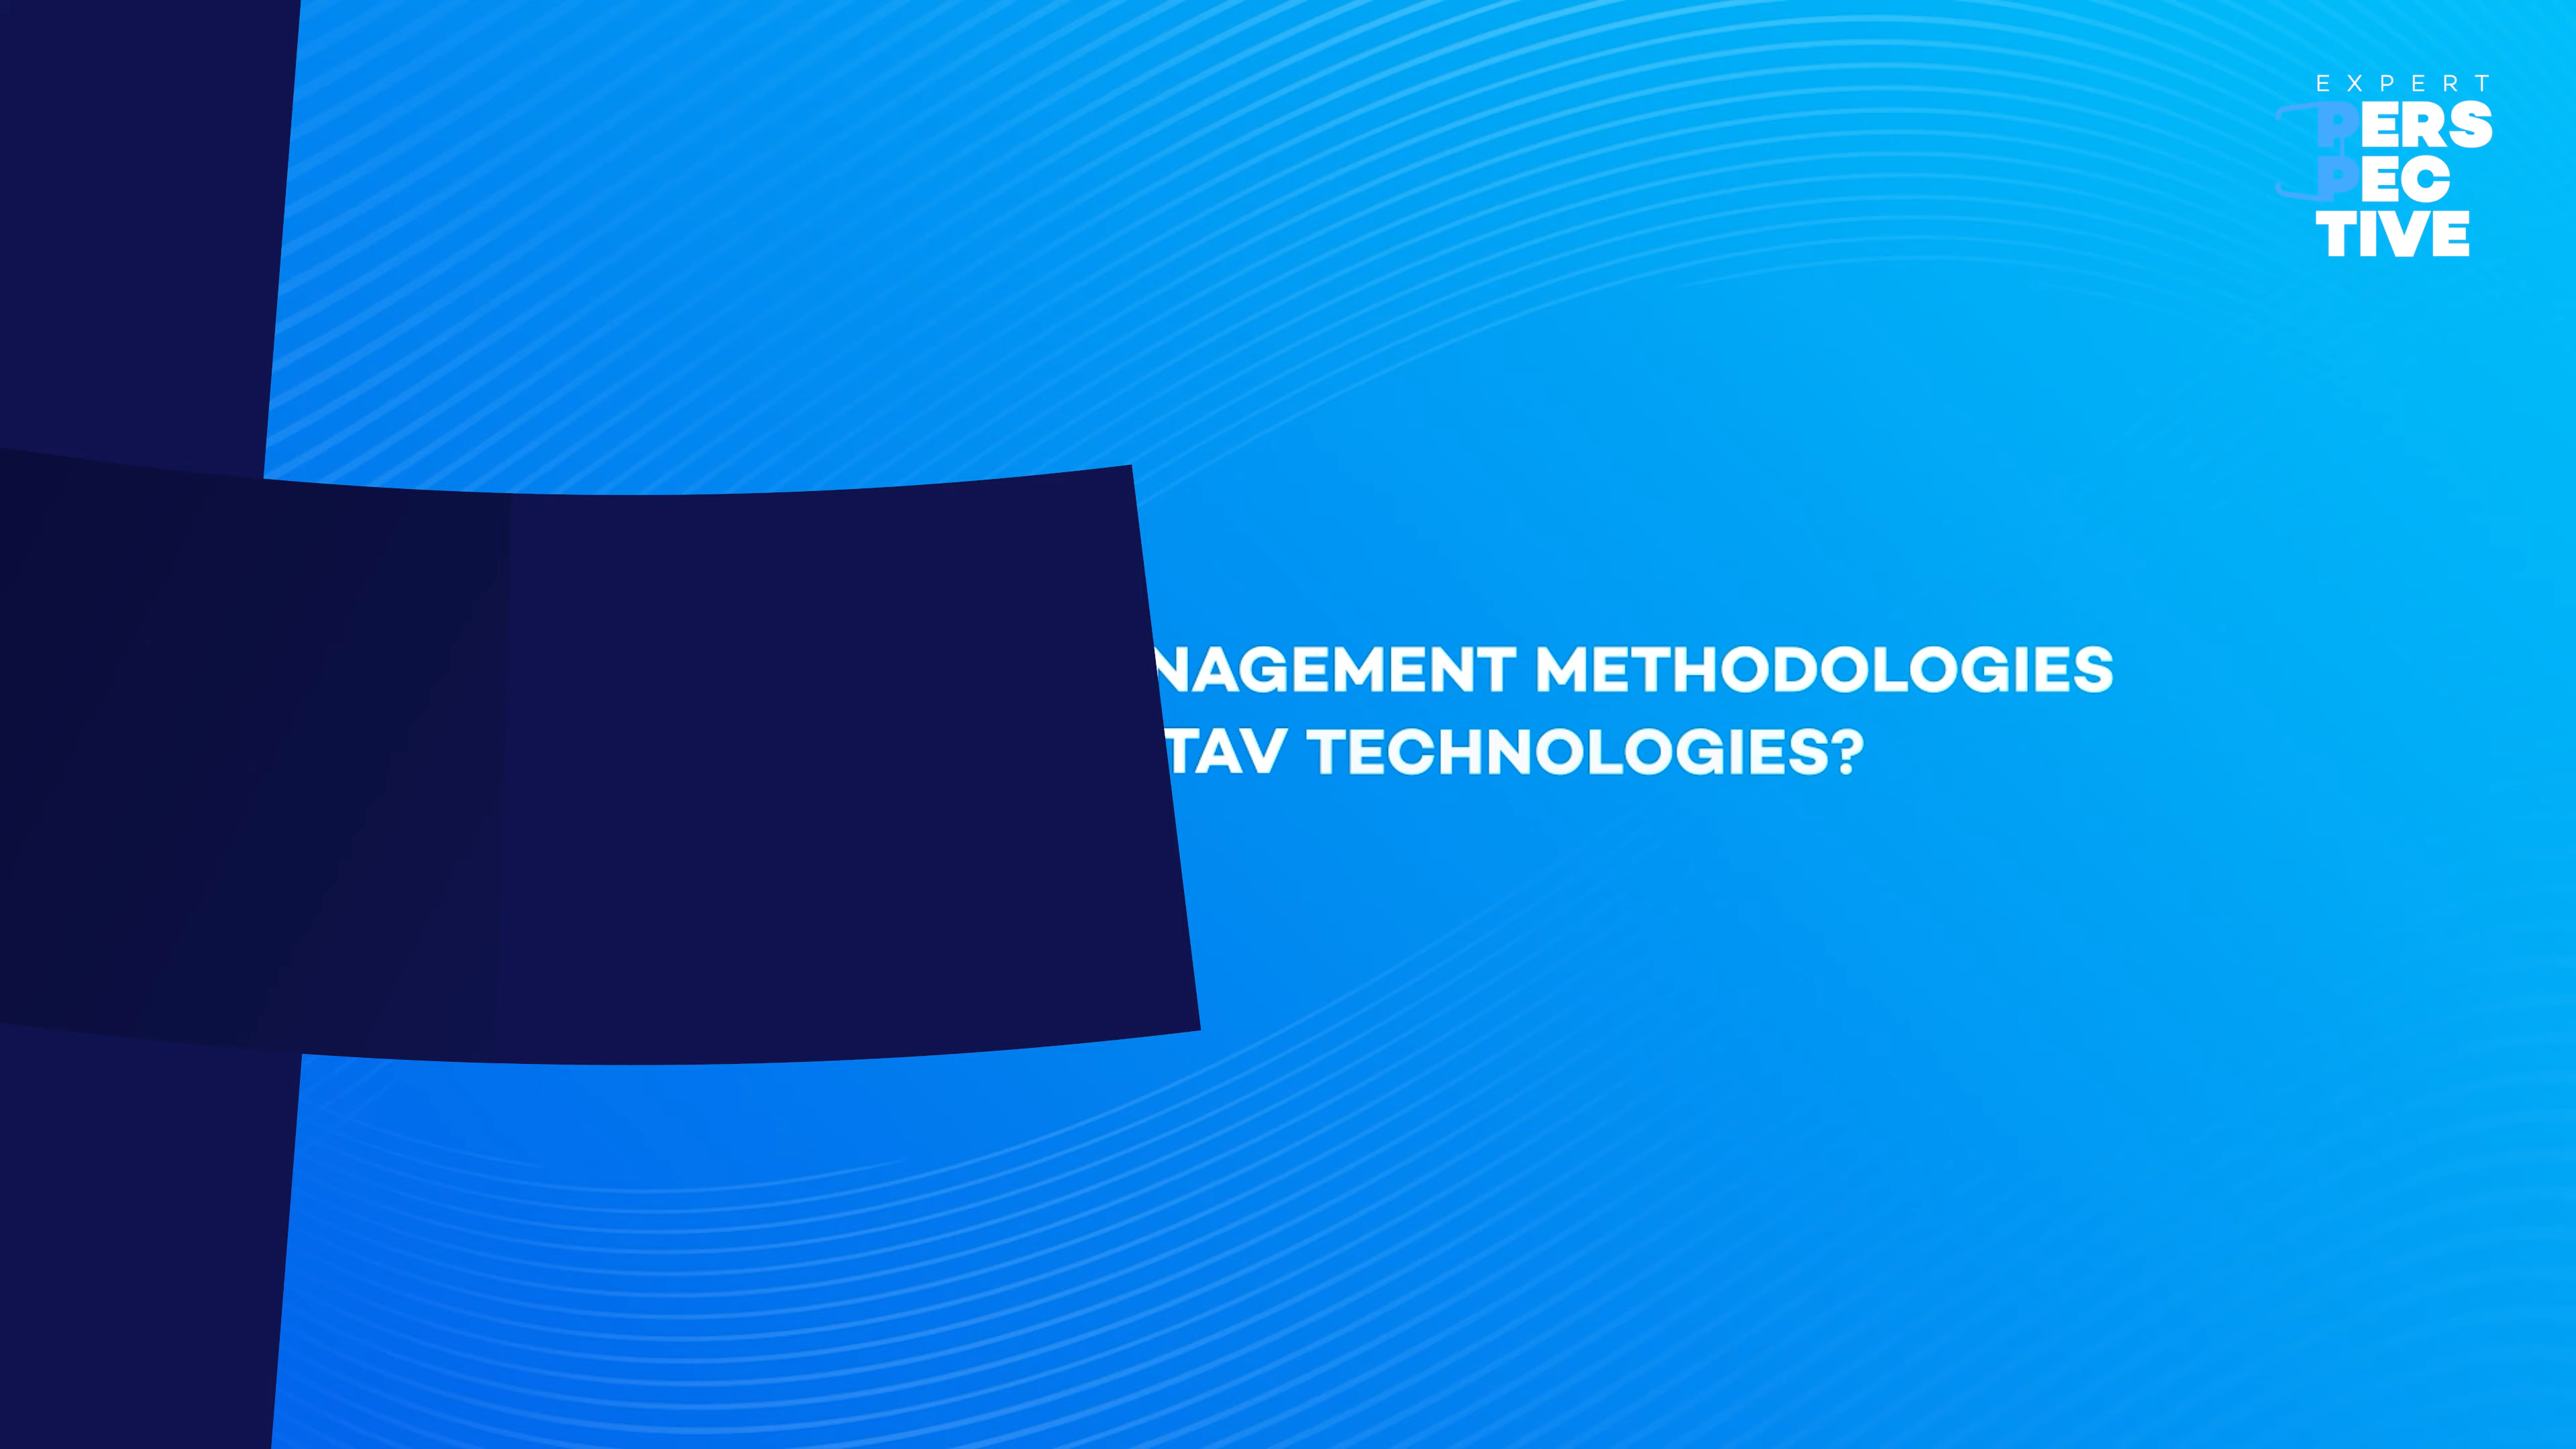 EXPERT
PERS
PEC
TIVE
NAGEMENT METHODOLOGIES
TAV TECHNOLOGIES?